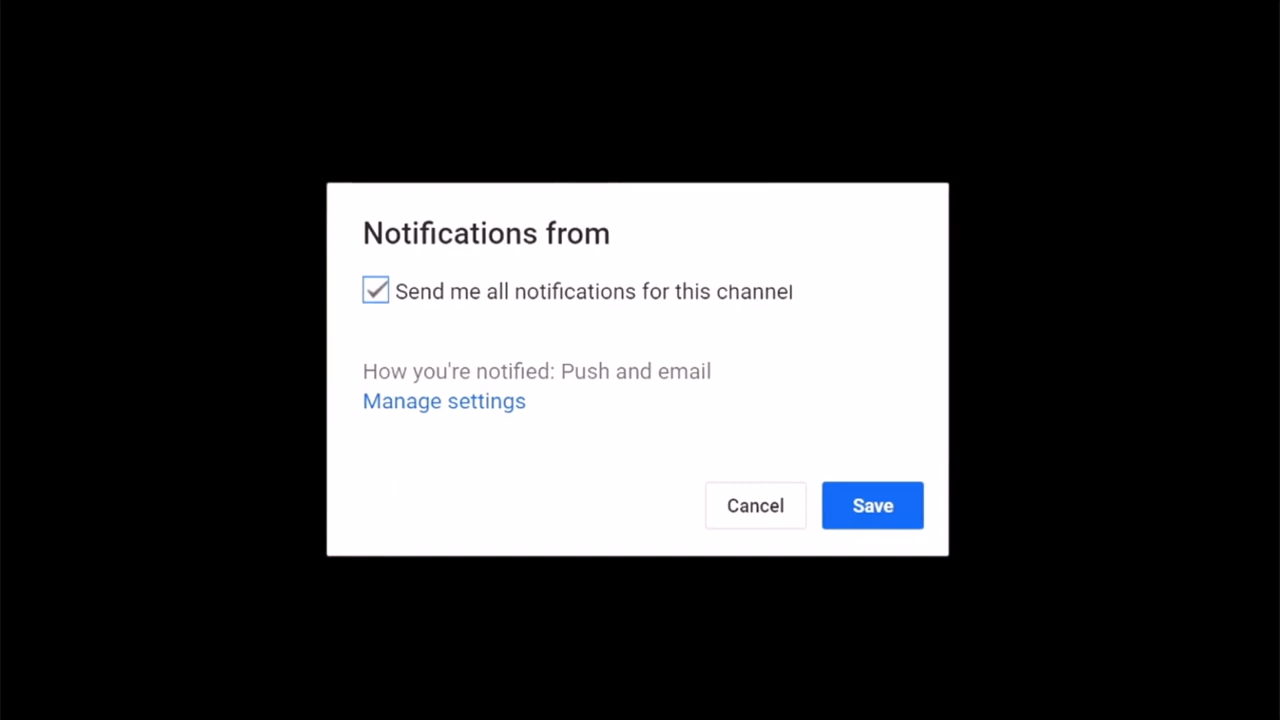 Notifications from
Send me all notifications for this channel
How you're notified: Push and email
Manage settings
Cancel
Save